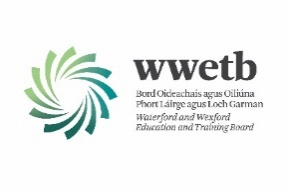 wwetb
Bord Oideachais agus Oiliúna
Phort Láirge agus Loch Garman
Waterford and Wexford
Education and Training Board